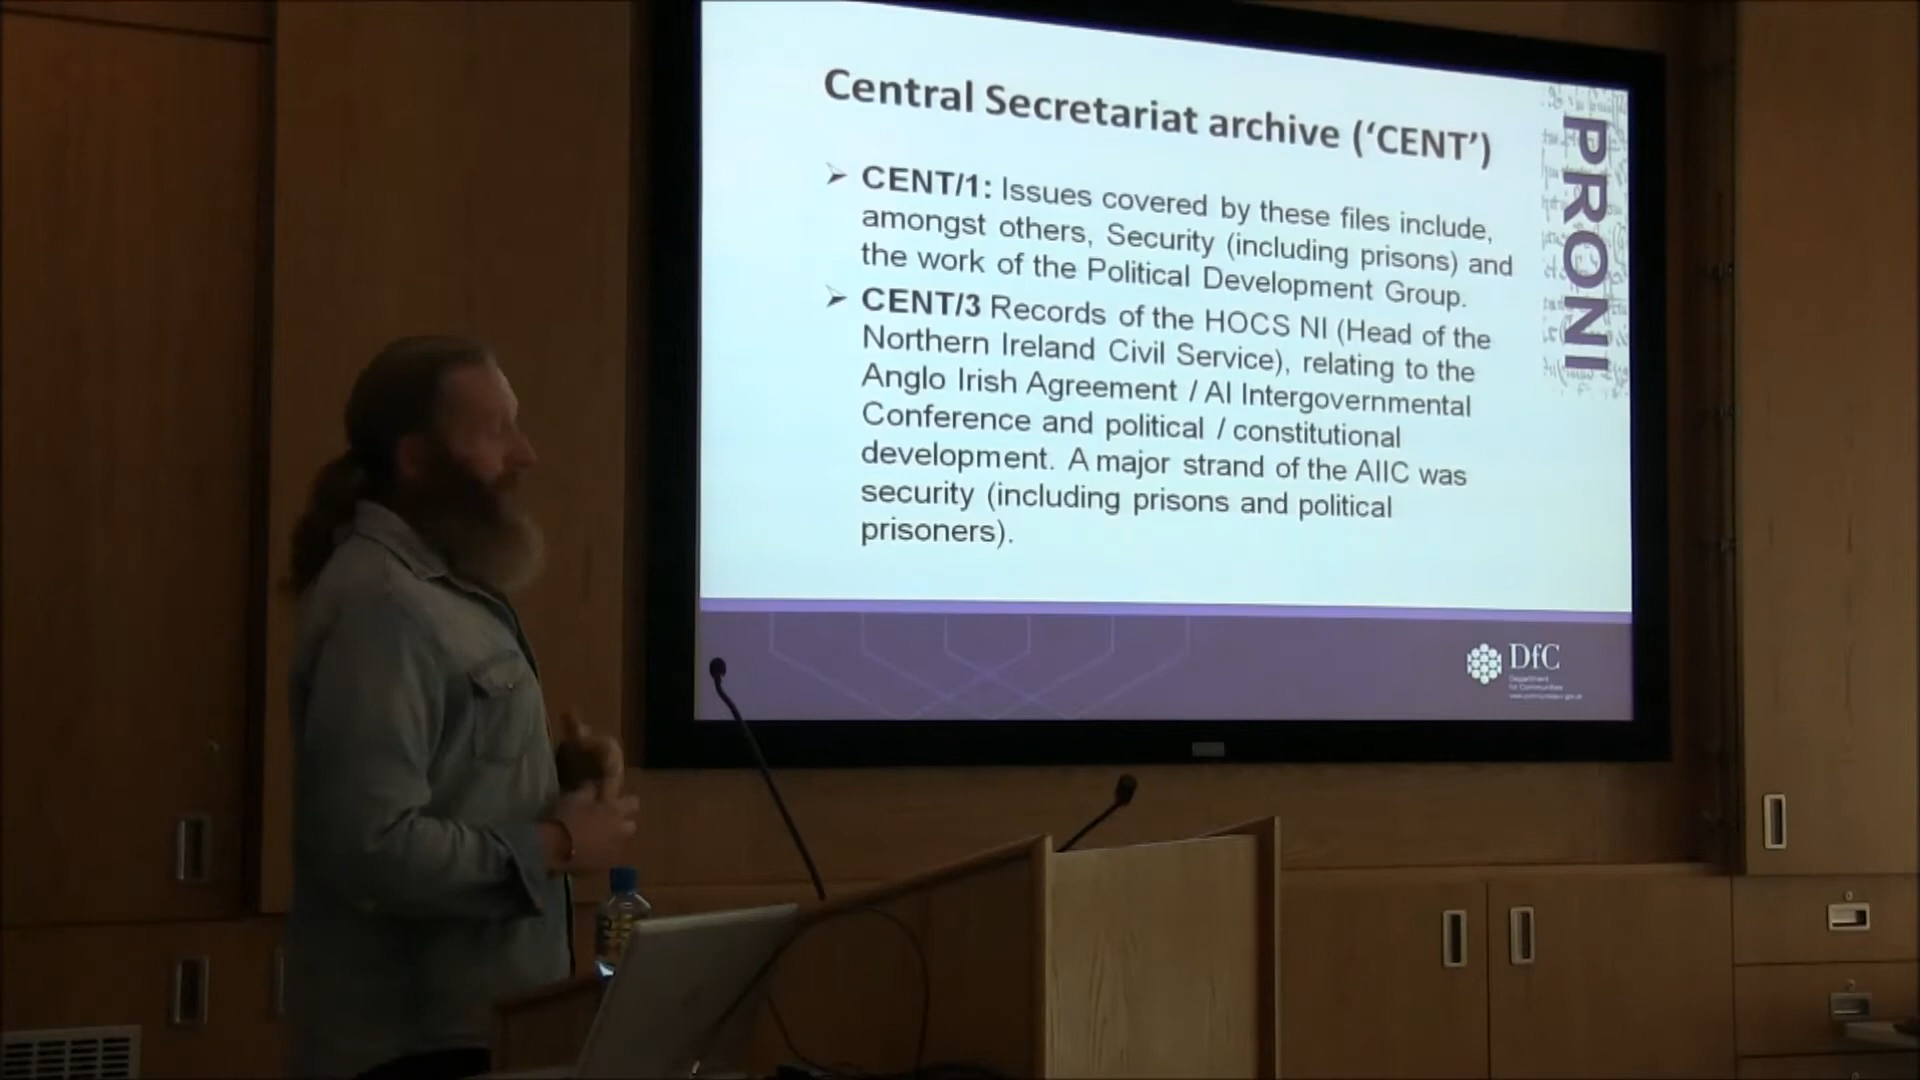 Central Secretariat archive (‘CENT’)
➢ CENT/1: Issues covered by these files include,
amongst others, Security (including prisons) and
the work of the Political Development Group.
➢ CENT/3 Records of the HOCS NI (Head of the
Northern Ireland Civil Service), relating to the
Anglo Irish Agreement / AI Intergovernmental
Conference and political / constitutional
development. A major strand of the AIIC was
security (including prisons and political
prisoners).
PRONI
DfC
Department
for Communities